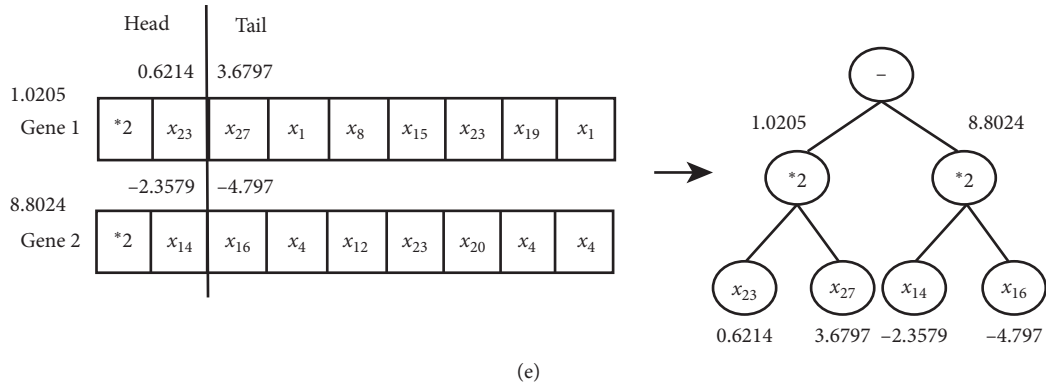 Head Tail
0.6214 3.6797
1.0205
Gene 1 *2 x23 x27 x1 x8 x15 x23 x19 x1
–2.3579 –4.797
8.8024
Gene 2 *2 x14 x16 x4 x12 x23 x20 x4 x4
–
1.0205 8.8024
*2 *2
x23 x27 x14 x16
0.6214 3.6797 –2.3579 –4.797
(e)